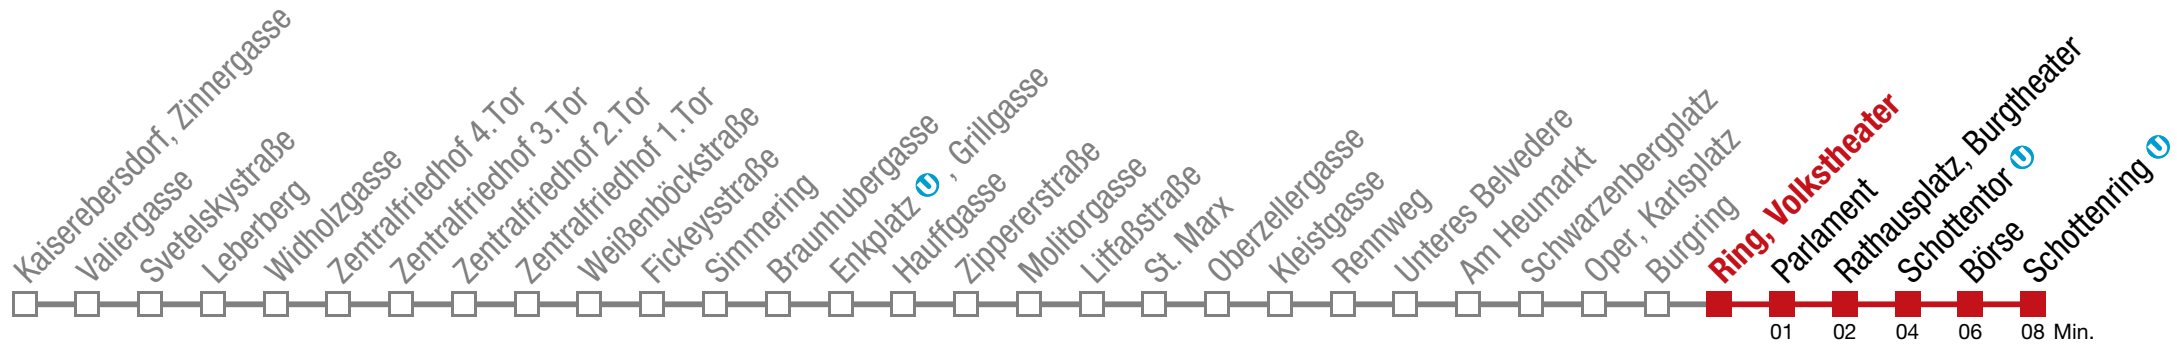 Kaiserebersdorf, Zinnergasse
Valiergasse
Svetelskystraße
Leberberg
Widholzgasse
Zentralfriedhof 4.Tor
Zentralfriedhof 3.Tor
Zentralfriedhof 2.Tor
Zentralfriedhof 1.Tor
Weißenböckstraße
Fickeysstraße
Simmering
Braunhubergasse
Enkplatz U, Grillgasse
Hauffgasse
Zippererstraße
Molitorgasse
Litfaßstraße
St. Marx
Oberzellergasse
Kleistgasse
Rennweg
Unteres Belvedere
Am Heumarkt
Schwarzenbergplatz
Oper, Karlsplatz
Burgring
Ring, Volkstheater
Parlament
Rathausplatz, Burgtheater
Schottentor U
Börse
Schottenring U
01 02 04 06 08 Min.